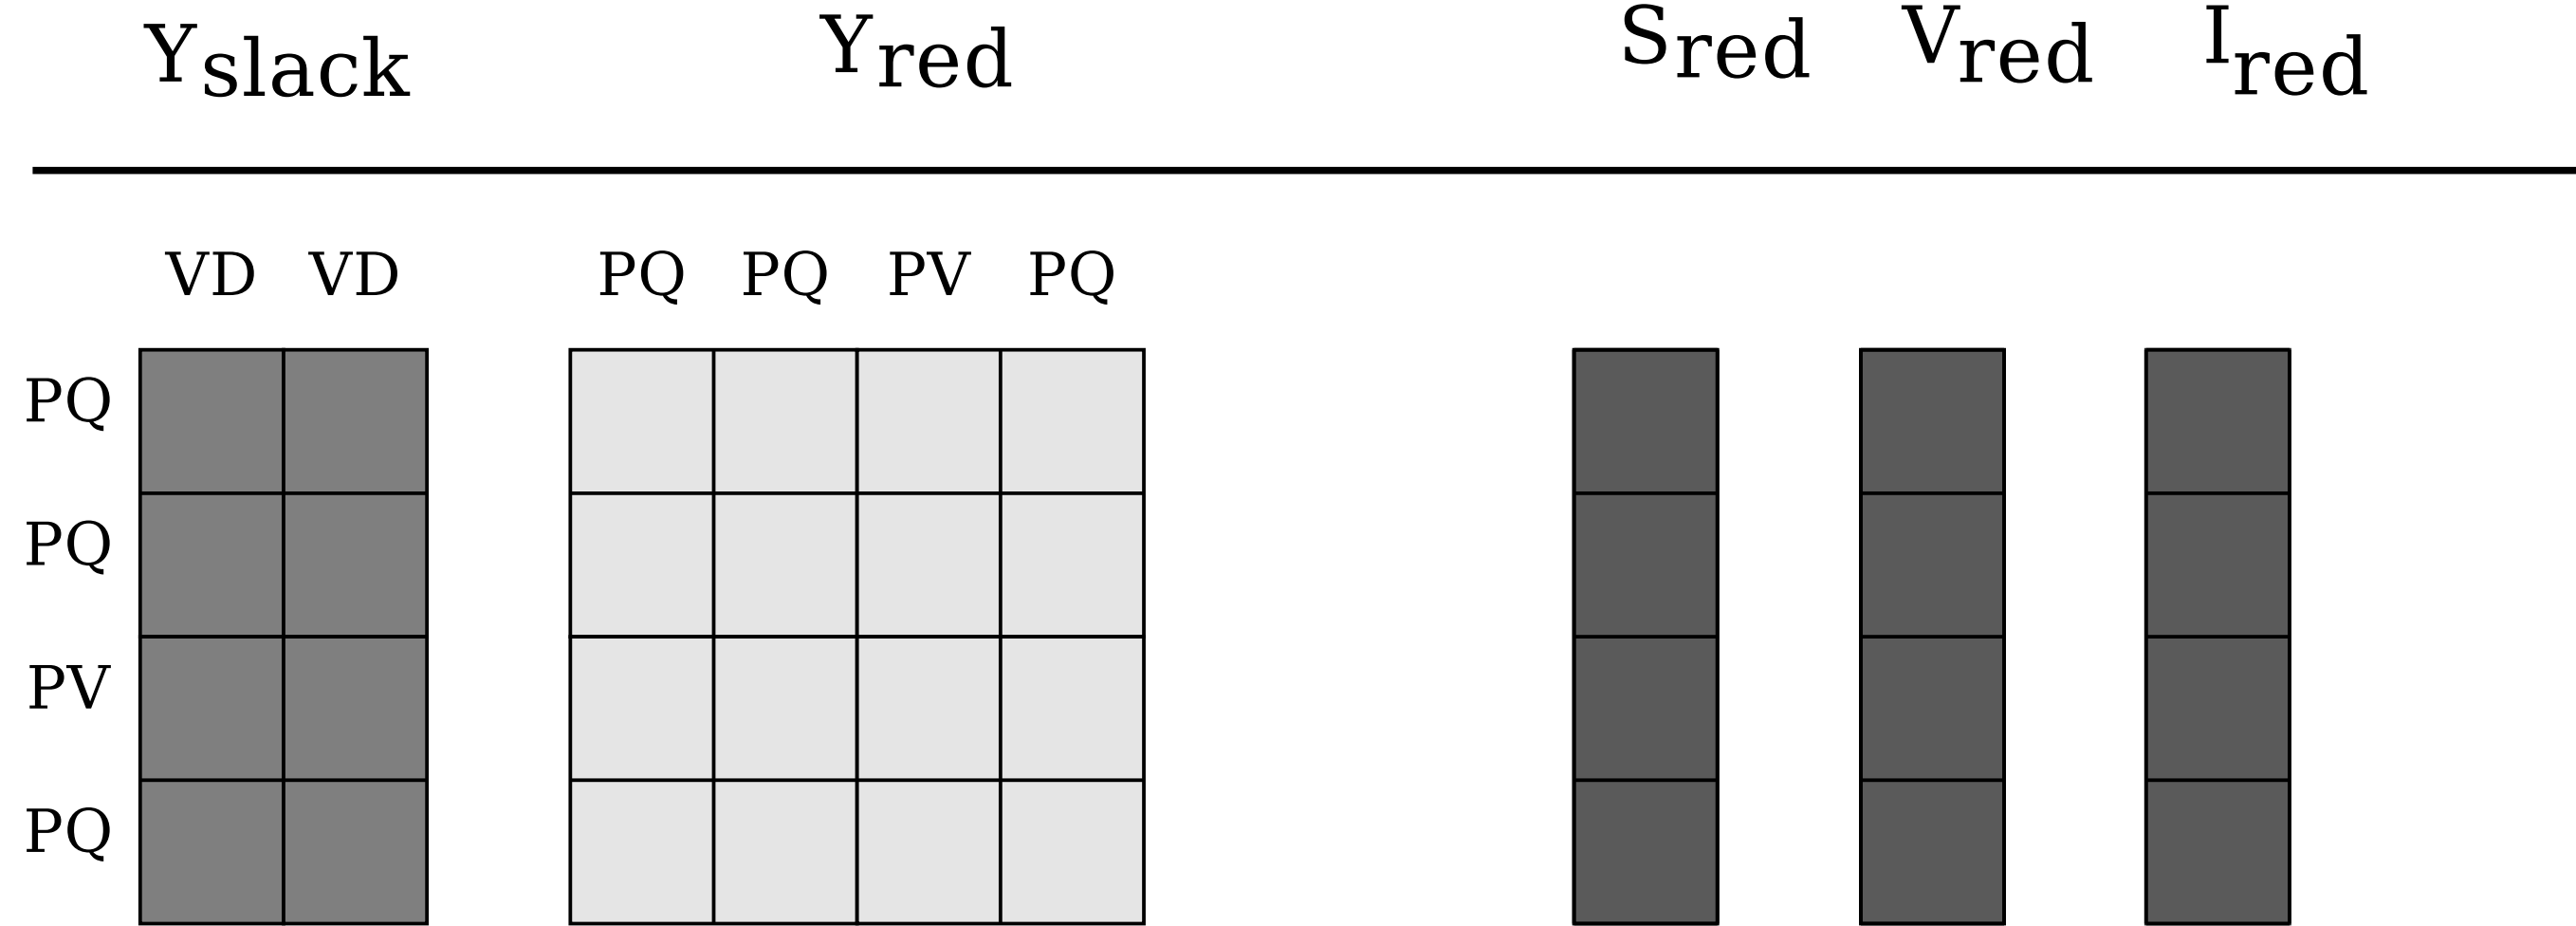 Yslack Yred Sred Vred Ired
VD VD PQ PQ PV PQ
PQ
PQ
PV
PQ